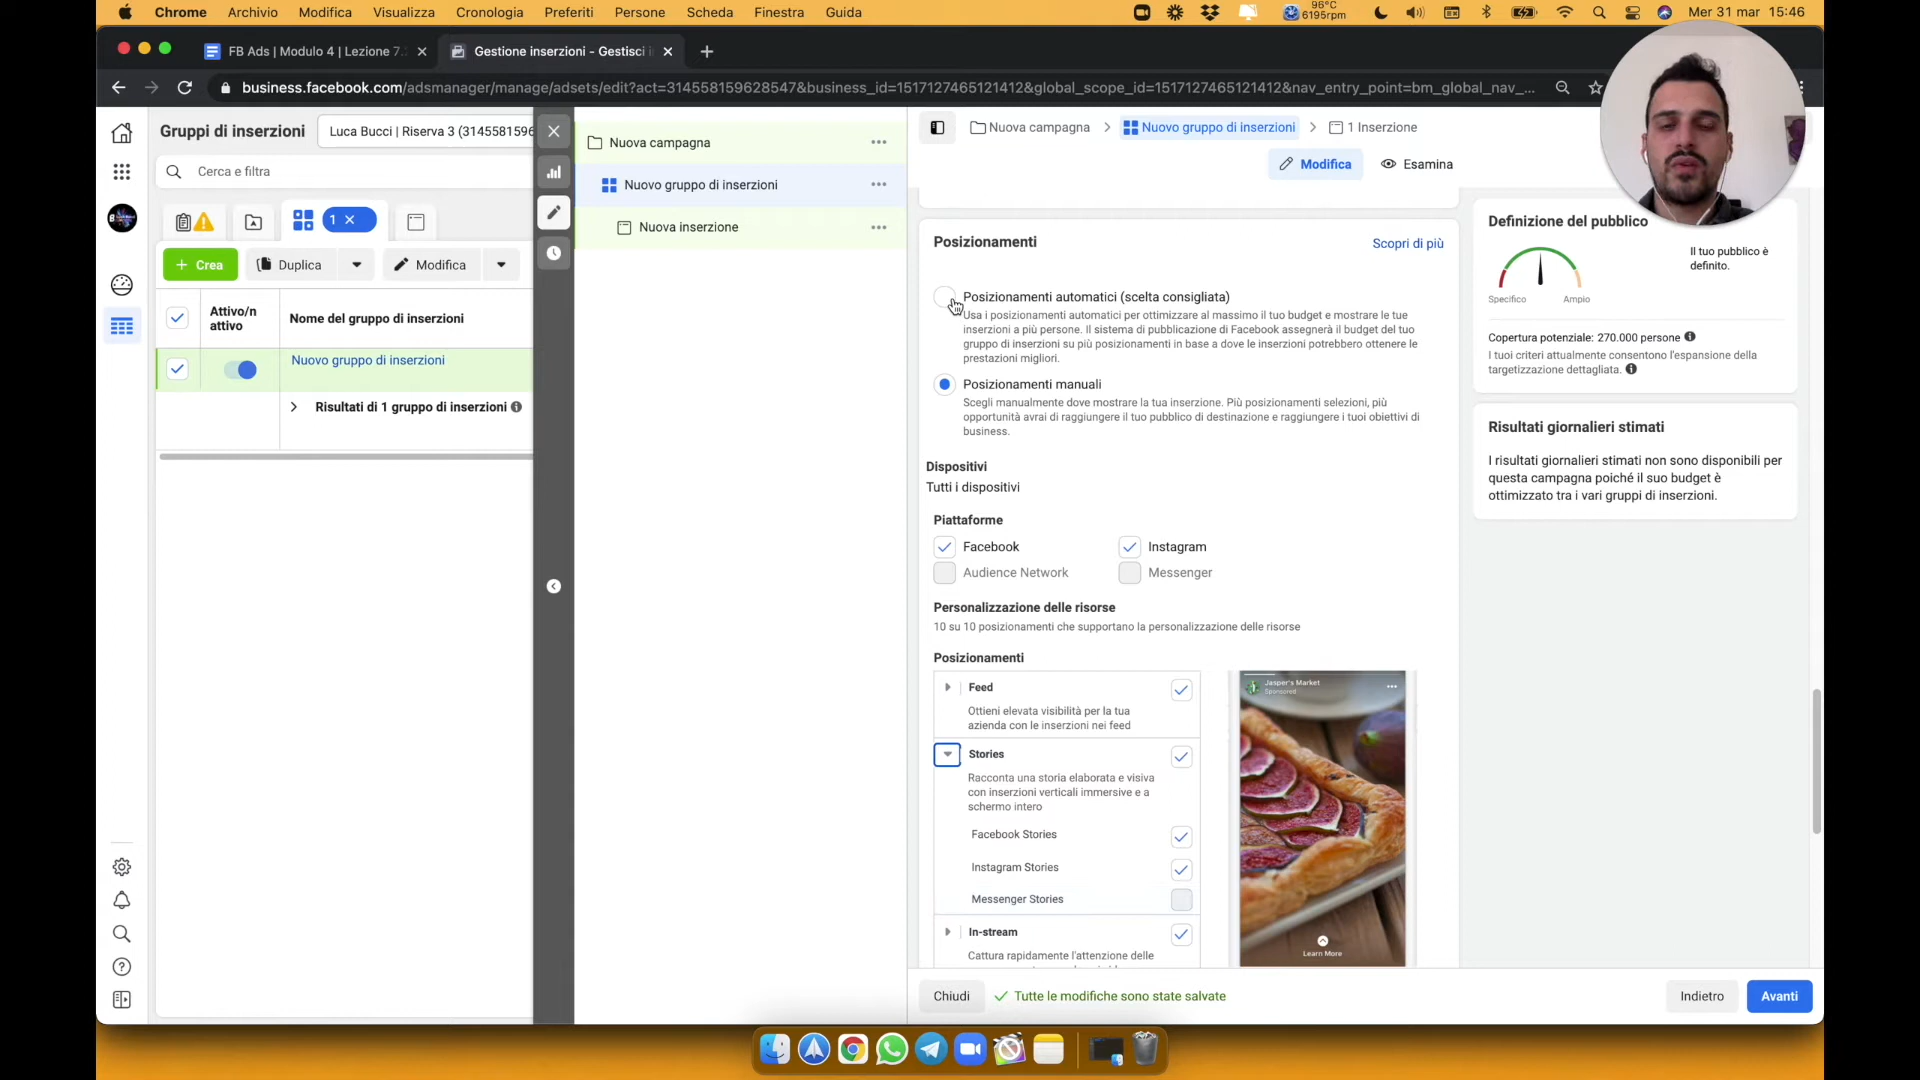 Chrome Archivio Modifica Visualizza Cronologia Preferiti Persone Scheda Finestra Guida
96°C
6195rpm
Mer 31 mar 15:46
FB Ads | Modulo 4 | Lezione 7.
Gestione inserzioni - Gestisci i
business.facebook.com/adsmanager/manage/adsets/edit?act=314558159628547&business_id=1517127465121412&global_scope_id=1517127465121412&nav_entry_point=bm_global_nav_...
Gruppi di inserzioni
Luca Bucci | Riserva 3 (3145581596
Cerca e filtra
1
Crea
Duplica
Modifica
Attivo/n
attivo
Nome del gruppo di inserzioni
Nuovo gruppo di inserzioni
Risultati di 1 gruppo di inserzioni
Nuova campagna
Nuovo gruppo di inserzioni
Nuova inserzione
Nuova campagna
Nuovo gruppo di inserzioni
1 Inserzione
Modifica
Esamina
Posizionamenti
Scopri di più
Posizionamenti automatici (scelta consigliata)
Usa i posizionamenti automatici per ottimizzare al massimo il tuo budget e mostrare le tue
inserzioni a più persone. Il sistema di pubblicazione di Facebook assegnerà il budget del tuo
gruppo di inserzioni su più posizionamenti in base a dove le inserzioni potrebbero ottenere le
prestazioni migliori.
Posizionamenti manuali
Scegli manualmente dove mostrare la tua inserzione. Più posizionamenti selezioni, più
opportunità avrai di raggiungere il tuo pubblico di destinazione e raggiungere i tuoi obiettivi di
business.
Dispositivi
Tutti i dispositivi
Piattaforme
Facebook
Instagram
Audience Network
Messenger
Personalizzazione delle risorse
10 su 10 posizionamenti che supportano la personalizzazione delle risorse
Posizionamenti
Feed
Ottieni elevata visibilità per la tua
azienda con le inserzioni nei feed
Stories
Racconta una storia elaborata e visiva
con inserzioni verticali immersive e a
schermo intero
Facebook Stories
Instagram Stories
Messenger Stories
In-stream
Cattura rapidamente l'attenzione delle
Jasper's Market
Sponsored
Learn More
Definizione del pubblico
Il tuo pubblico è
definito.
Specifico
Ampio
Copertura potenziale: 270.000 persone
I tuoi criteri attualmente consentono l'espansione della
targetizzazione dettagliata.
Risultati giornalieri stimati
I risultati giornalieri stimati non sono disponibili per
questa campagna poiché il suo budget è
ottimizzato tra i vari gruppi di inserzioni.
Chiudi
Tutte le modifiche sono state salvate
Indietro
Avanti